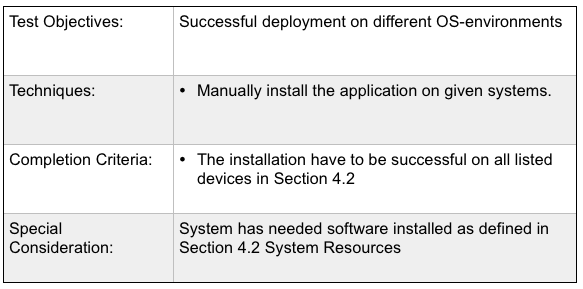 Test Objectives: Successful deployment on different OS-environments
Techniques: • Manually install the application on given systems.
Completion Criteria: • The installation have to be successful on all listed
devices in Section 4.2
Special
Consideration:
System has needed software installed as defined in
Section 4.2 System Resources